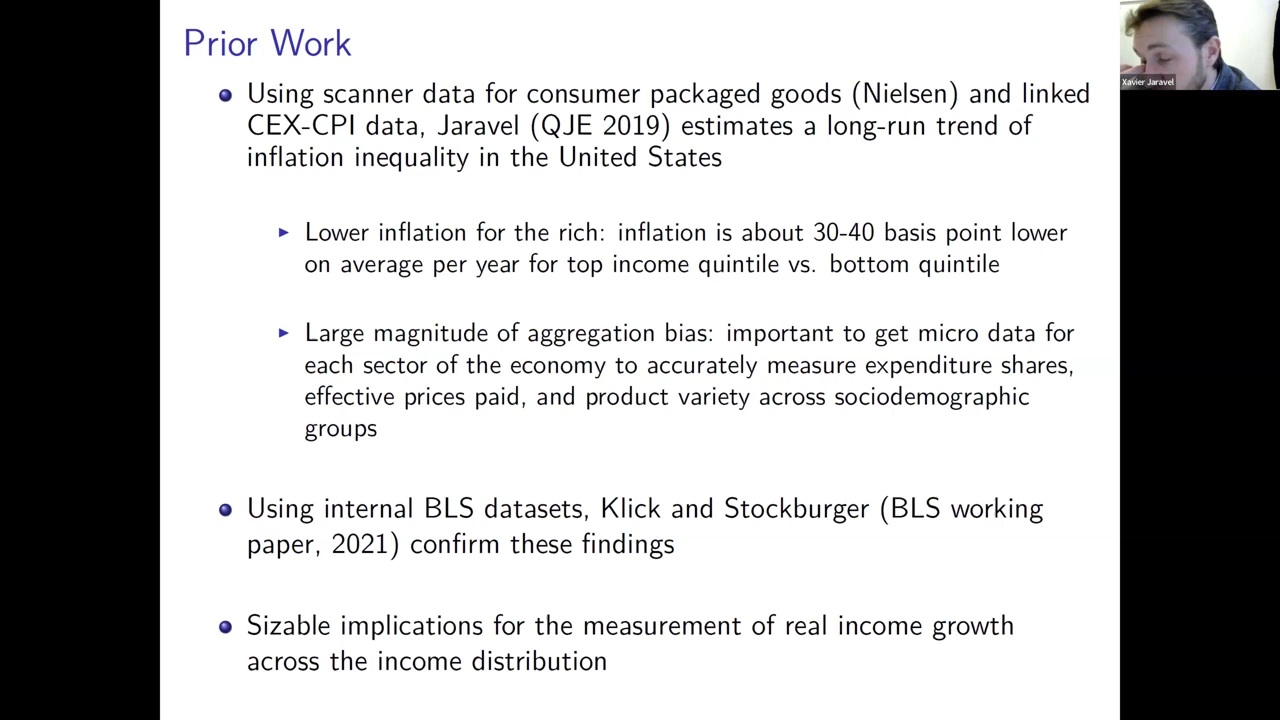 Prior Work
Using scanner data for consumer packaged goods (Nielsen) and linked
CEX-CPI data, Jaravel (QJE 2019) estimates a long-run trend of
inflation inequality in the United States
Lower inflation for the rich: inflation is about 30-40 basis point lower
on average per year for top income quintile vs. bottom quintile
Large magnitude of aggregation bias: important to get micro data for
each sector of the economy to accurately measure expenditure shares,
effective prices paid, and product variety across sociodemographic
groups
Using internal BLS datasets, Klick and Stockburger (BLS working
paper, 2021) confirm these findings
Sizable implications for the measurement of real income growth
across the income distribution
Xavier Jaravel